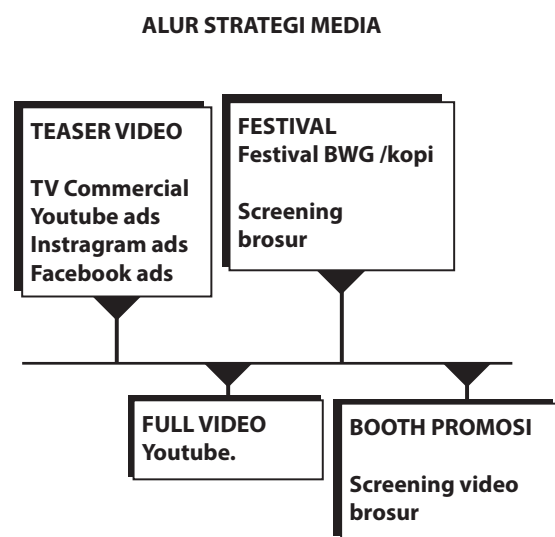 ALUR STRATEGI MEDIA
TEASER VIDEO
TV Commercial
Youtube ads
Instragram ads
Facebook ads
FESTIVAL
Festival BWG /kopi
Screening
brosur
FULL VIDEO
Youtube.
BOOTH PROMOSI
Screening video
brosur